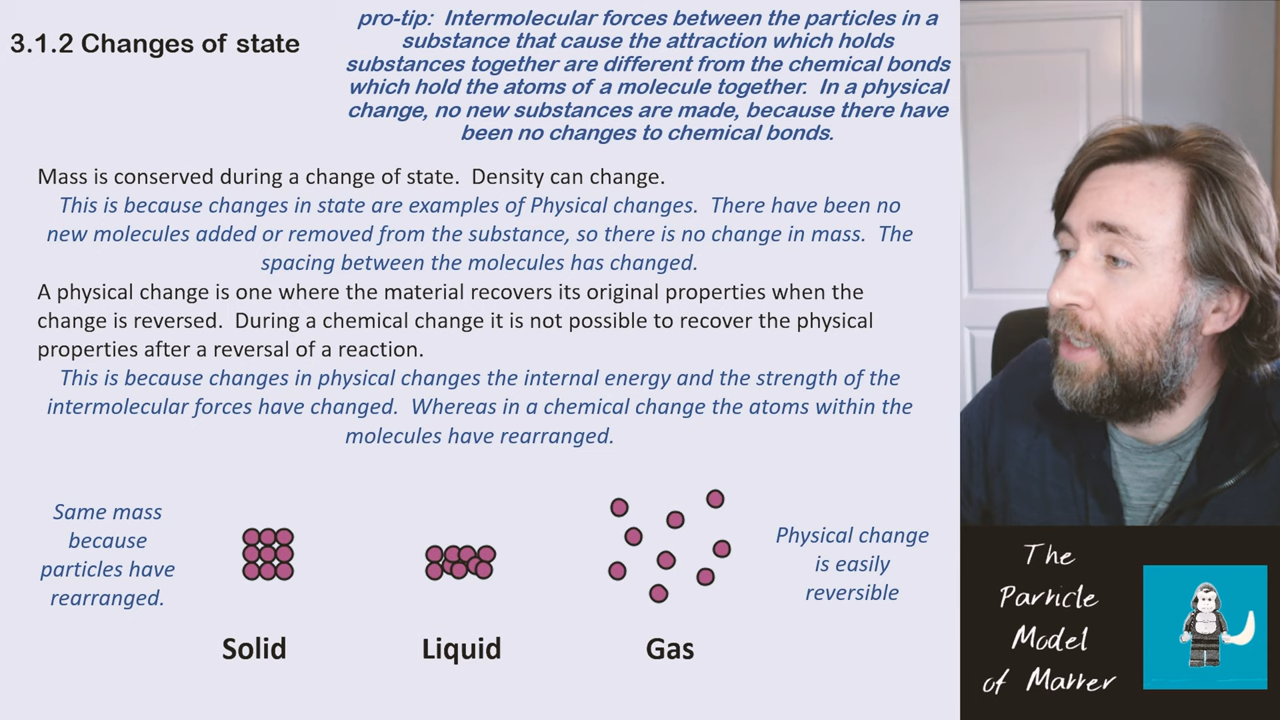 3.1.2 Changes of state
pro-tip: Intermolecular forces between the particles in a
substance that cause the attraction which holds
substances together are different from the chemical bonds
which hold the atoms of a molecule together. In a physical
change, no new substances are made, because there have
been no changes to chemical bonds.
Mass is conserved during a change of state. Density can change.
This is because changes in state are examples of Physical changes. There have been no
new molecules added or removed from the substance, so there is no change in mass. The
spacing between the molecules has changed.
A physical change is one where the material recovers its original properties when the
change is reversed. During a chemical change it is not possible to recover the physical
properties after a reversal of a reaction.
This is because changes in physical changes the internal energy and the strength of the
intermolecular forces have changed. Whereas in a chemical change the atoms within the
molecules have rearranged.
Same mass
because
particles have
rearranged.
Physical change
is easily
reversible
Solid
Liquid
Gas
The
Particle
Model
of Matter